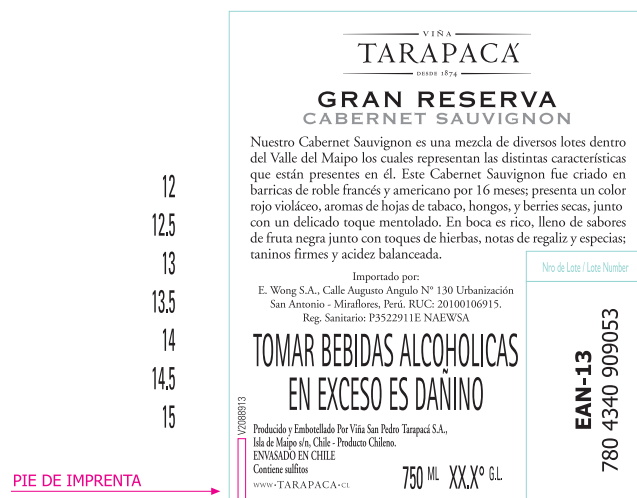 VIÑA
TARAPACÁ
DESDE 1874
GRAN RESERVA
CABERNET SAUVIGNON
Nuestro Cabernet Sauvignon es una mezcla de diversos lotes dentro
del Valle del Maipo los cuales representan las distintas características
que están presentes en él. Este Cabernet Sauvignon fue criado en
barricas de roble francés y americano por 16 meses; presenta un color
rojo violáceo, aromas de hojas de tabaco, hongos, y berries secas, junto
con un delicado toque mentolado. En boca es rico, lleno de sabores
de fruta negra junto con toques de hierbas, notas de regaliz y especias;
taninos firmes y acidez balanceada.
Importado por:
E. Wong S.A., Calle Augusto Angulo N° 130 Urbanización
San Antonio - Miraflores, Perú. RUC: 20100106915.
Reg. Sanitario: P3522911E NAEWSA
TOMAR BEBIDAS ALCOHOLICAS
EN EXCESO ES DAÑINO
Producido y Embotellado Por Viña San Pedro Tarapacá S.A.,
Isla de Maipo s/n, Chile - Producto Chileno.
ENVASADO EN CHILE
Contiene sulfitos
WWW•TARAPACA•CL
750 ML XX.X° G.L.
V2088913
Nro de Lote / Lote Number
EAN-13
780 4340 909053
12
12.5
13
13.5
14
14.5
15
PIE DE IMPRENTA